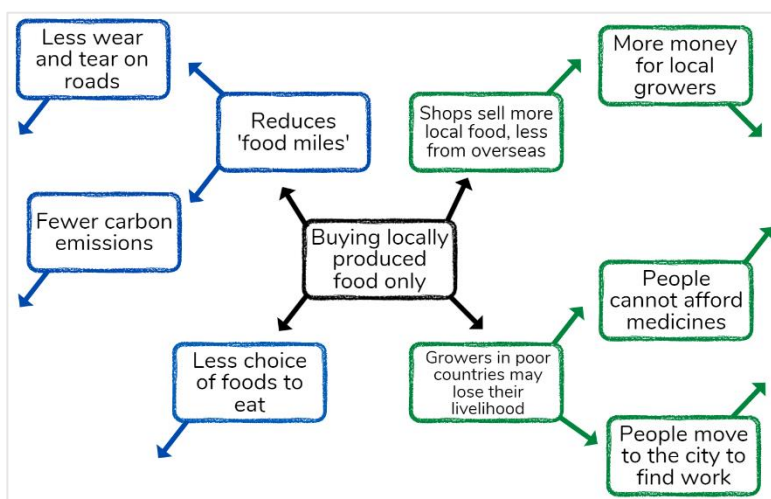 Less wear
and tear on
roads
Reduces
'food miles'
Fewer carbon
emissions
Shops sell more
local food, less
from overseas
More money
for local
growers
Buying locally
produced
food only
Less choice
of foods to
eat
Growers in poor
countries may
lose their
livelihood
People
cannot afford
medicines
People move
to the city to
find work